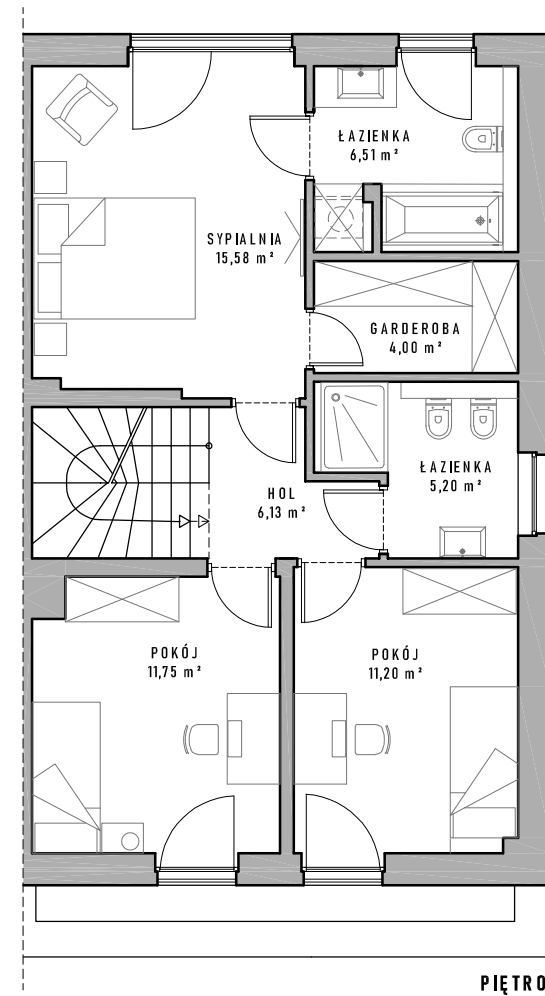 ŁAZIENKA
6,51 m²
SYPIALNIA
15,58 m²
GARDEROBA
4,00 m²
ŁAZIENKA
5,20 m²
HOL
6,13 m²
POKÓJ
11,75 m²
POKÓJ
11,20 m²
PIĘTRO